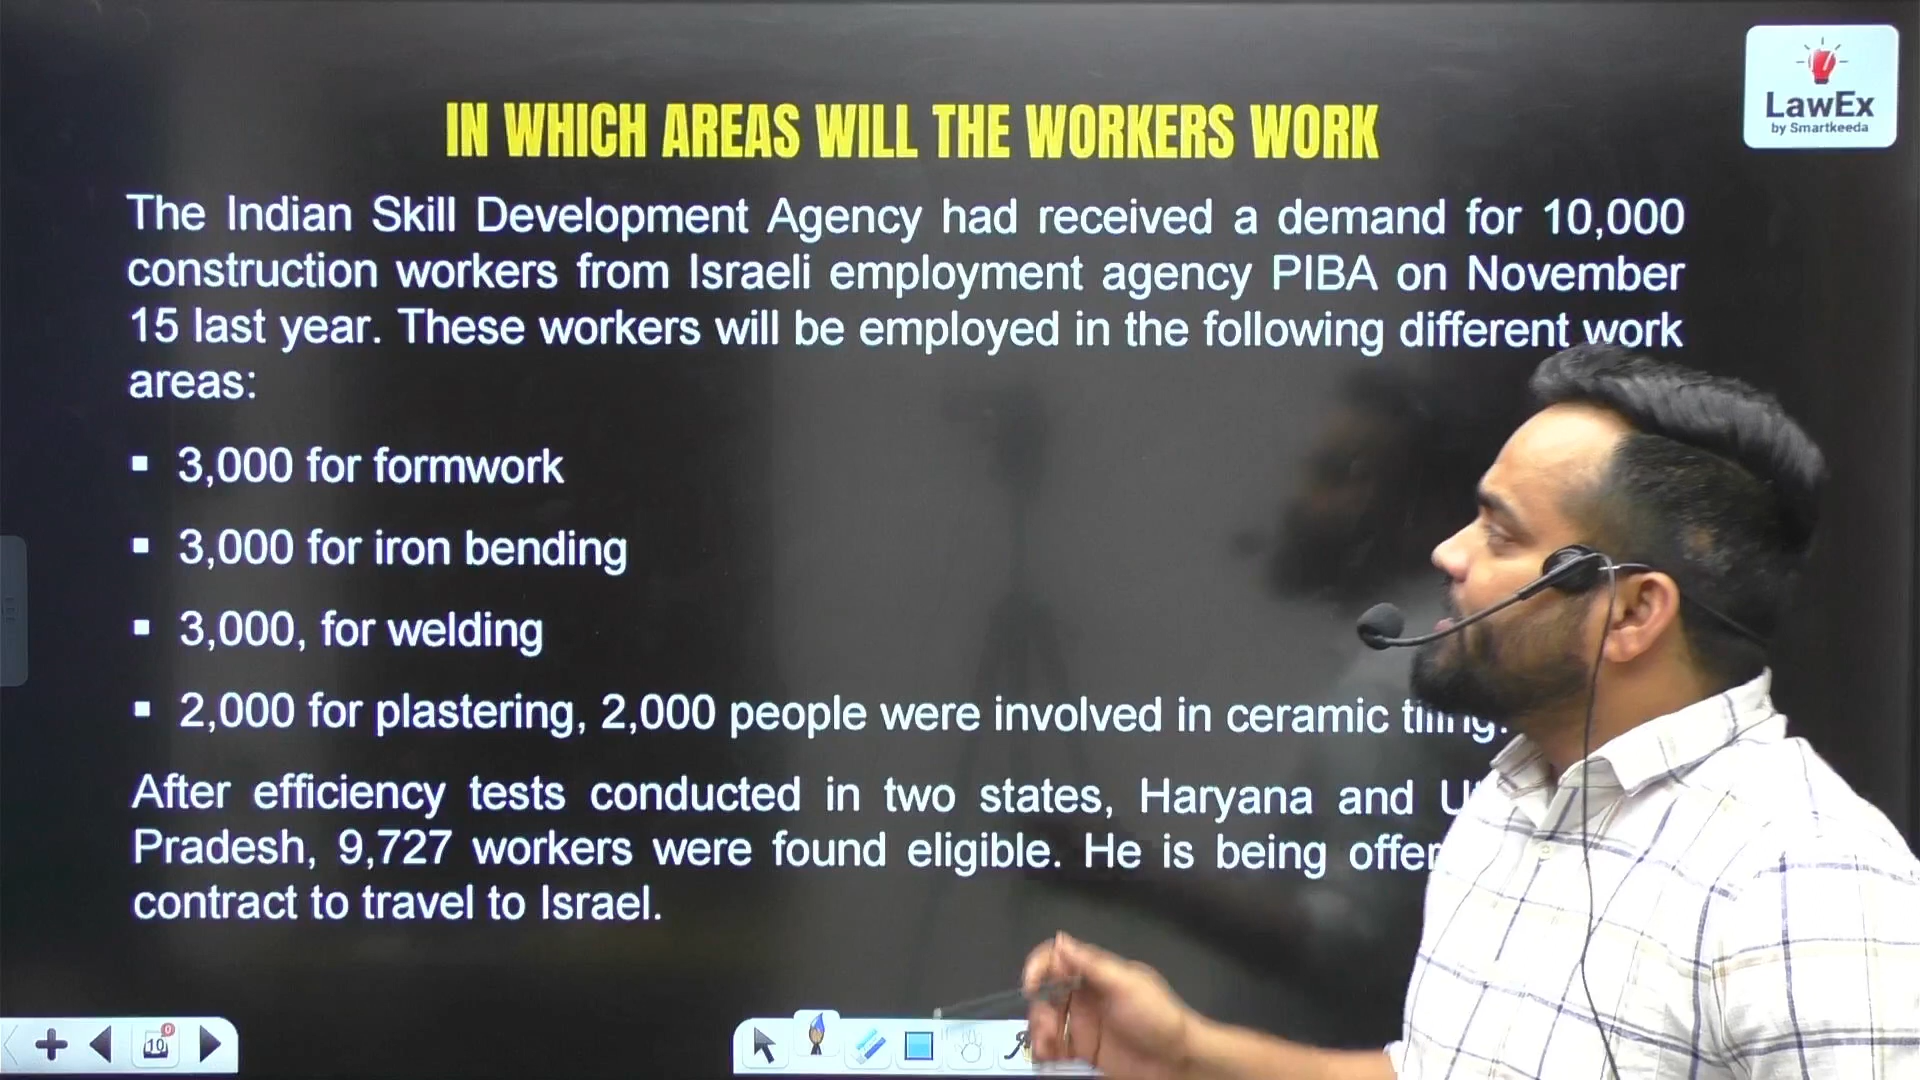 LawEx
by Smartkeeda
IN WHICH AREAS WILL THE WORKERS WORK
The Indian Skill Development Agency had received a demand for 10,000
construction workers from Israeli employment agency PIBA on November
15 last year. These workers will be employed in the following different work
areas:
▪ 3,000 for formwork
▪ 3,000 for iron bending
▪ 3,000, for welding
▪ 2,000 for plastering, 2,000 people were involved in ceramic
After efficiency tests conducted in two states, Haryana and
Pradesh, 9,727 workers were found eligible. He is being
contract to travel to Israel.
10
0